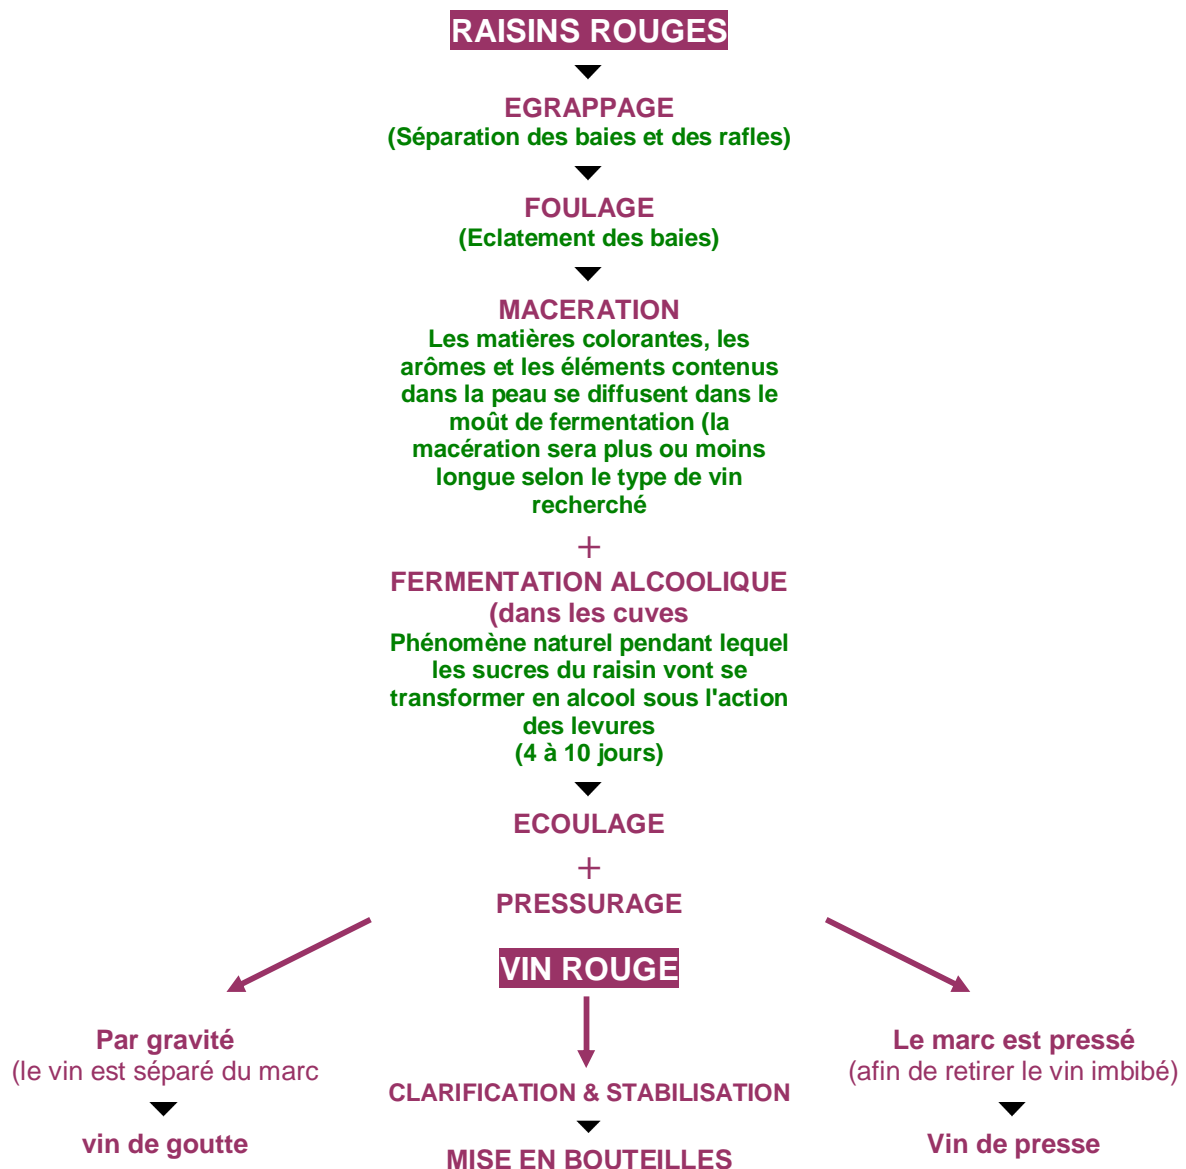 RAISINS ROUGES
EGRAPPAGE
(Séparation des baies et des rafles)
FOULAGE
(Eclatement des baies)
MACERATION
Les matières colorantes, les
arômes et les éléments contenus
dans la peau se diffusent dans le
moût de fermentation (la
macération sera plus ou moins
longue selon le type de vin
recherché
+
FERMENTATION ALCOOLIQUE
(dans les cuves
Phénomène naturel pendant lequel
les sucres du raisin vont se
transformer en alcool sous l'action
des levures
(4 à 10 jours)
ECOULAGE
+
PRESSURAGE
VIN ROUGE
Par gravité
(le vin est séparé du marc
vin de goutte
CLARIFICATION & STABILISATION
MISE EN BOUTEILLES
Le marc est pressé
(afin de retirer le vin imbibé)
Vin de presse